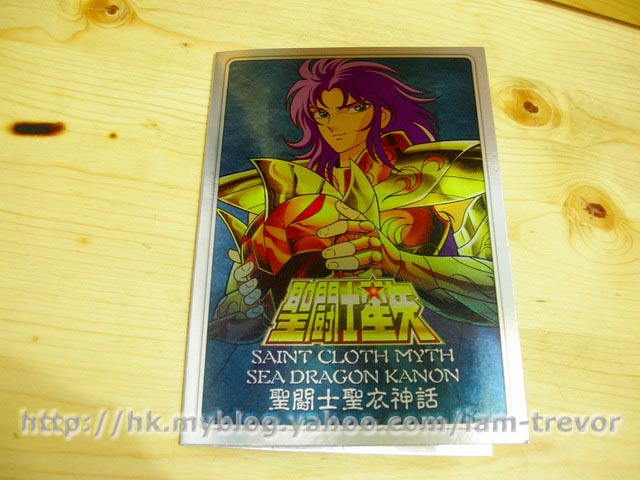 聖闘士星矢
SAINT CLOTH MYTH
SEA DRAGON KANON
聖闘士聖衣神話
http://hk.myblog.yahoo.com/iam-trevor